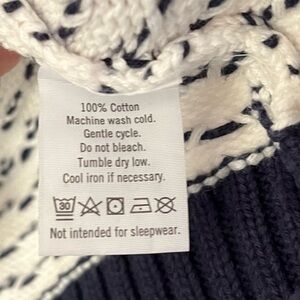 100% Cotton
Machine wash cold.
Gentle cycle.
Do not bleach.
Tumble dry low.
Cool iron if necessary.
30
Not intended for sleepwear.